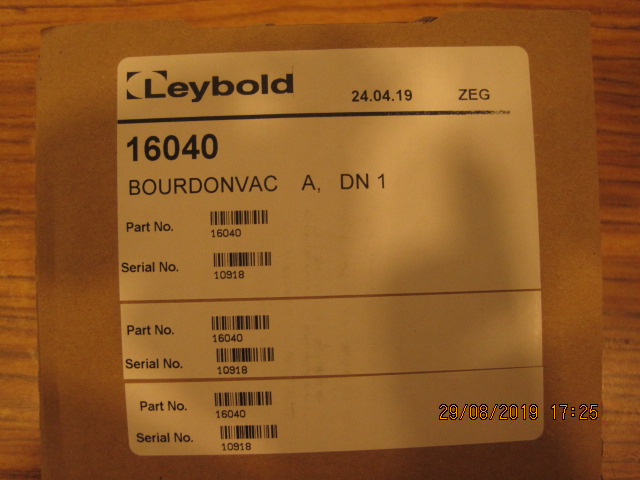 Leybold 24.04.19 ZEG
16040
BOURDONVAC A, DN 1
Part No. 16040
Serial No. 10918
Part No. 16040
Serial No. 10918
Part No. 16040
Serial No. 10918
29/08/2019 17:25